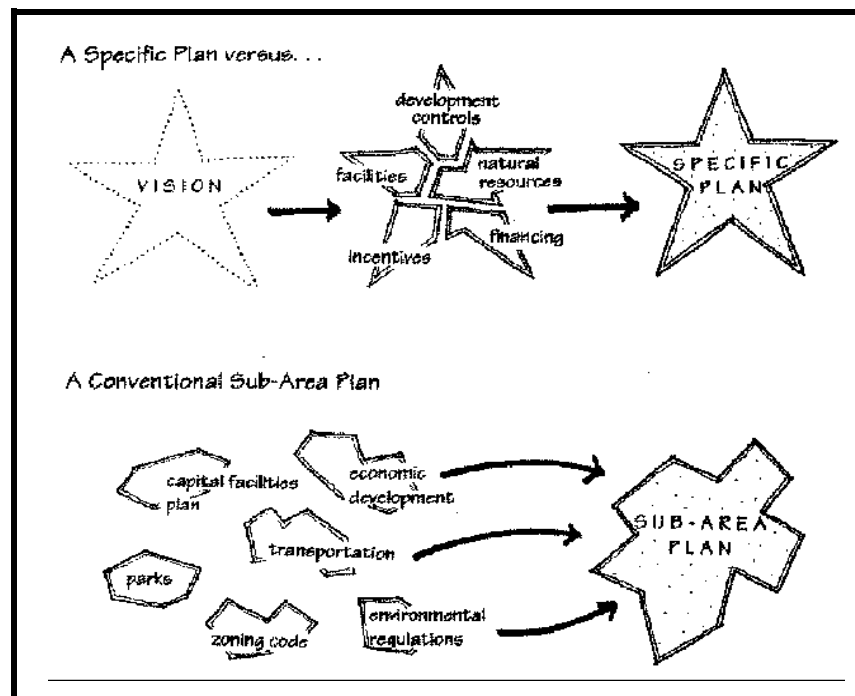 A Specific Plan versus...
VISION
development
controls
facilities
natural
resources
incentives
financing
SPECIFIC
PLAN
A Conventional Sub-Area Plan
capital facilities
plan
economic
development
transportation
parks
zoning code
environmental
regulations
SUB-AREA
PLAN